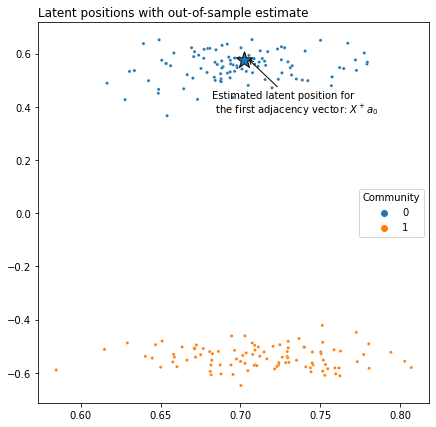 Latent positions with out-of-sample estimate
0.6
Estimated latent position for
the first adjacency vector: X⁺a₀
0.4
0.2
Community
0
0.0
1
−0.2
−0.4
−0.6
0.60 0.65 0.70 0.75 0.80